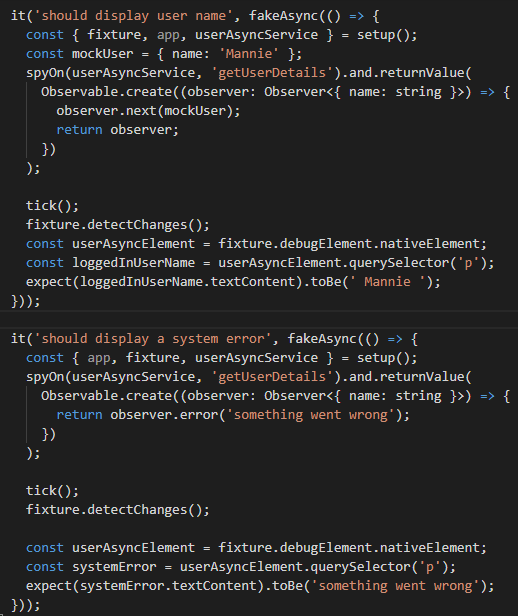 it('should display user name', fakeAsync(() => {
  const { fixture, app, userAsyncService } = setup();
  const mockUser = { name: 'Mannie' };
  spyOn(userAsyncService, 'getUserDetails').and.returnValue(
    Observable.create((observer: Observer<{ name: string }>) => {
      observer.next(mockUser);
      return observer;
    })
  );

  tick();
  fixture.detectChanges();
  const userAsyncElement = fixture.debugElement.nativeElement;
  const loggedInUserName = userAsyncElement.querySelector('p');
  expect(loggedInUserName.textContent).toBe(' Mannie ');
}));

it('should display a system error', fakeAsync(() => {
  const { app, fixture, userAsyncService } = setup();
  spyOn(userAsyncService, 'getUserDetails').and.returnValue(
    Observable.create((observer: Observer<{ name: string }>) => {
      return observer.error('something went wrong');
    })
  );

  tick();
  fixture.detectChanges();

  const userAsyncElement = fixture.debugElement.nativeElement;
  const systemError = userAsyncElement.querySelector('p');
  expect(systemError.textContent).toBe('something went wrong');
}));